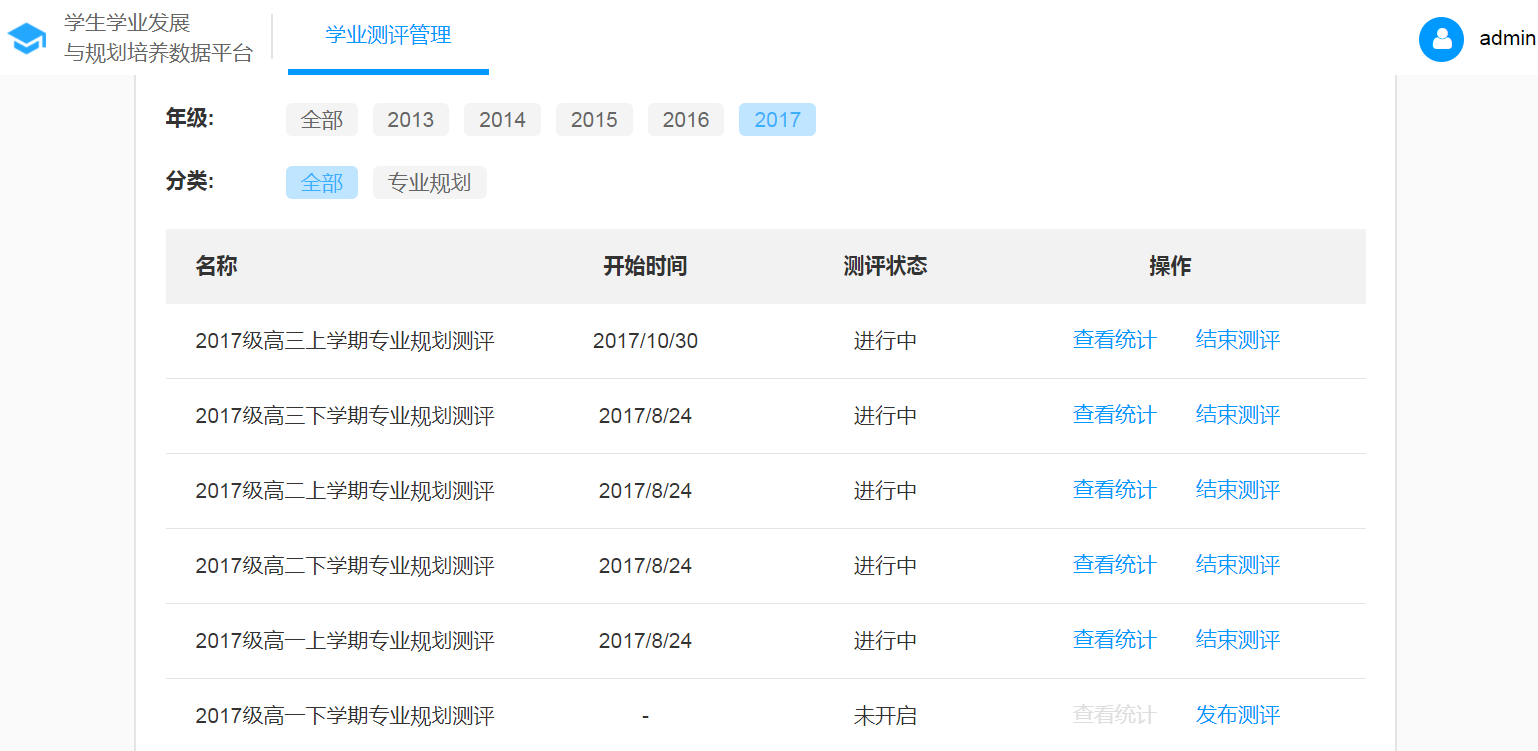 学生学业发展
与规划培养数据平台
学业测评管理
admin
年级: 全部 2013 2014 2015 2016 2017
分类: 全部 专业规划
名称 开始时间 测评状态 操作
2017级高三上学期专业规划测评 2017/10/30 进行中 查看统计 结束测评
2017级高三下学期专业规划测评 2017/8/24 进行中 查看统计 结束测评
2017级高二上学期专业规划测评 2017/8/24 进行中 查看统计 结束测评
2017级高二下学期专业规划测评 2017/8/24 进行中 查看统计 结束测评
2017级高一上学期专业规划测评 2017/8/24 进行中 查看统计 结束测评
2017级高一下学期专业规划测评 - 未开启 查看统计 发布测评